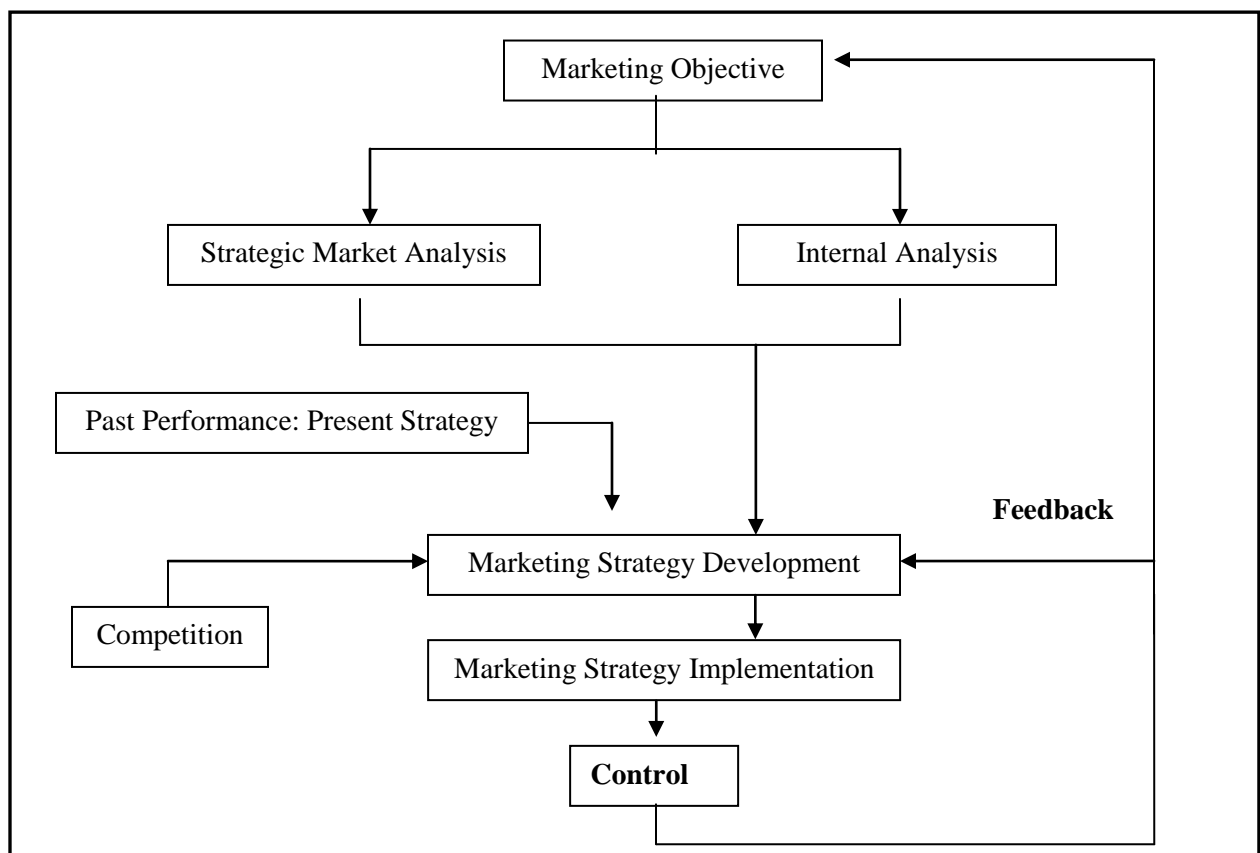 Marketing Objective
Strategic Market Analysis
Internal Analysis
Past Performance: Present Strategy
Feedback
Marketing Strategy Development
Competition
Marketing Strategy Implementation
Control